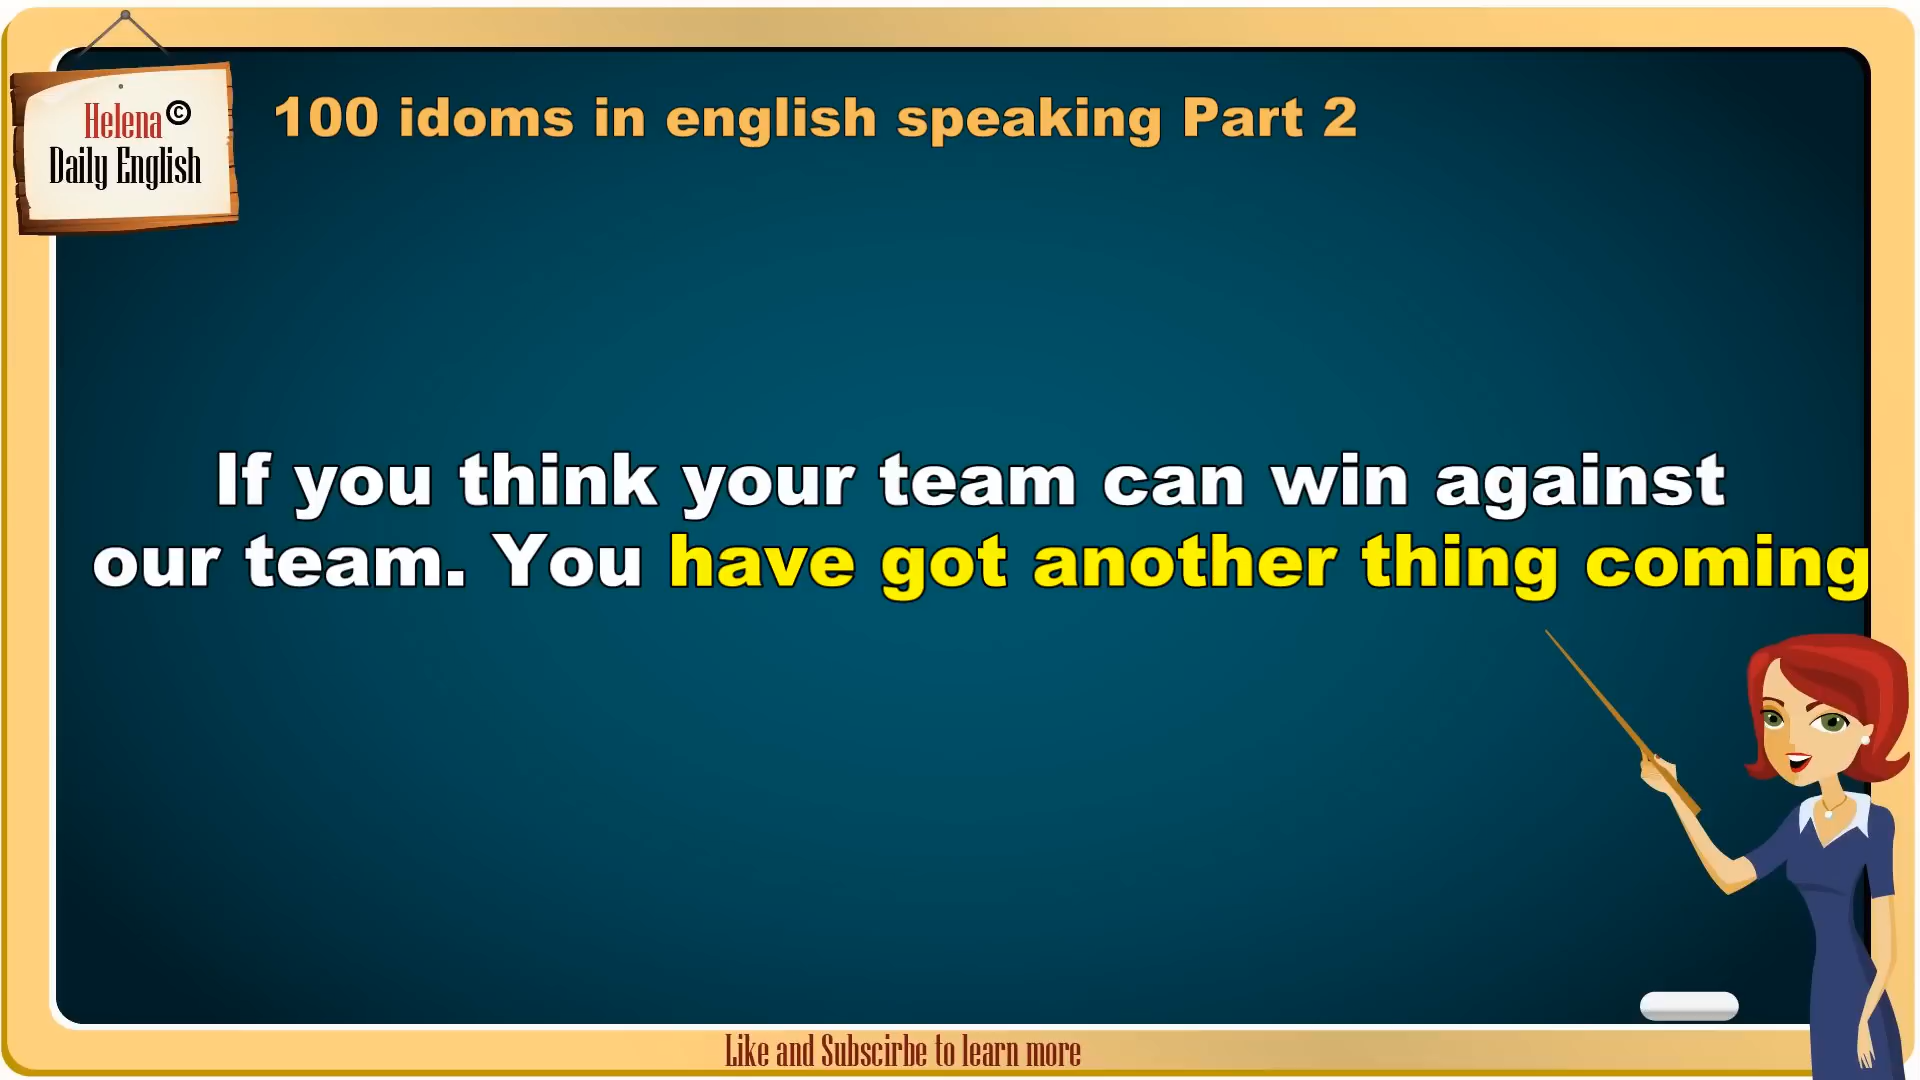 Helena©
Daily English
100 idoms in english speaking Part 2
If you think your team can win against
our team. You have got another thing coming
Like and Subscirbe to learn more